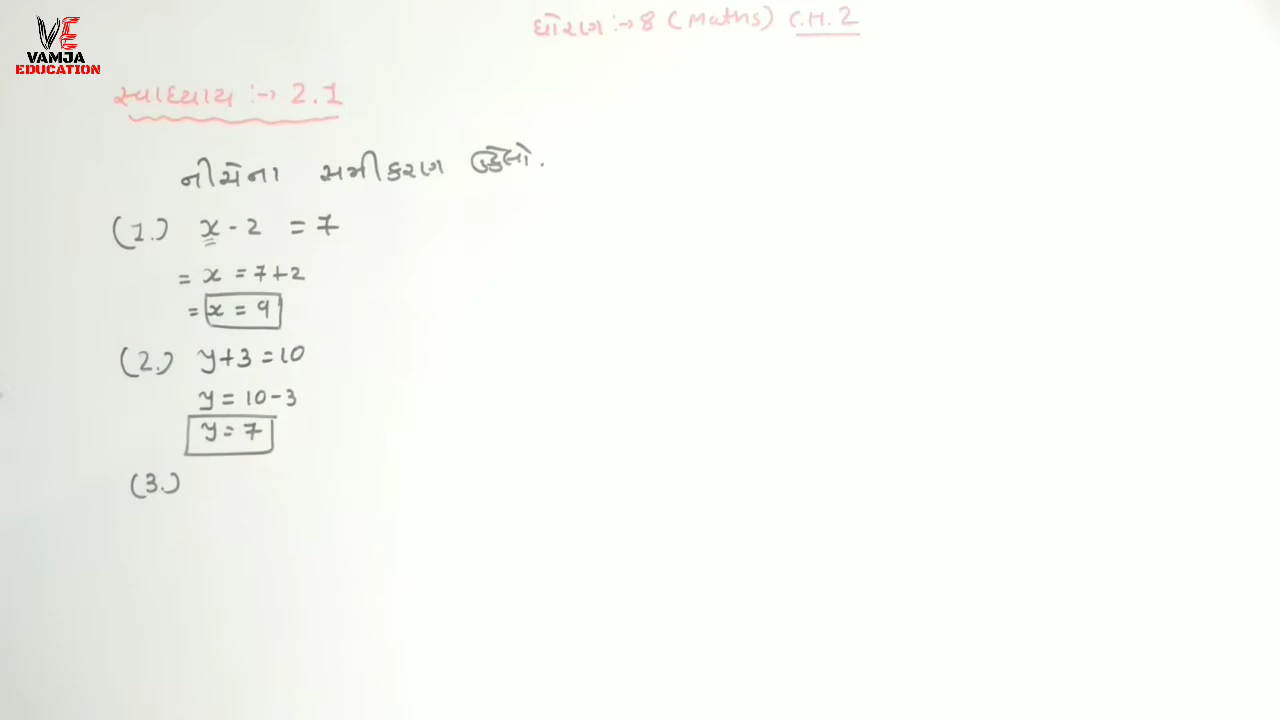 VE
VAMJA
EDUCATION
ધોરણ :→ 8 (Maths) C.H.2
સ્વાધ્યાય :→ 2.1
નીચેના સમીકરણ ઉકેલો.
(1.) x - 2 = 7
= x = 7+2
= x = 9
(2.) y+3 = 10
y = 10-3
y = 7
(3.)